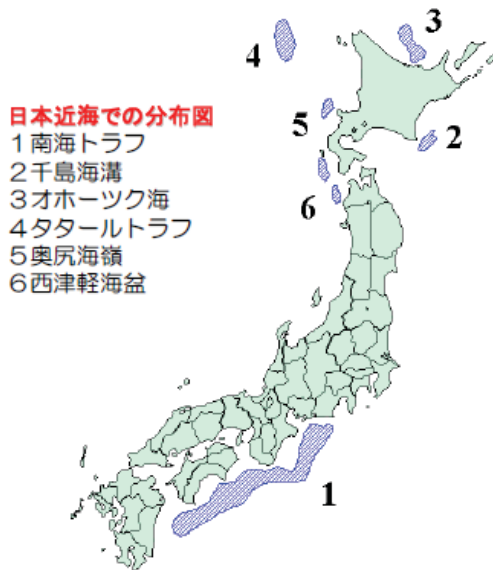 日本近海での分布図
1南海トラフ
2千島海溝
3オホーツク海
4タタールトラフ
5奥尻海嶺
6西津軽海盆
4
3
5
2
6
1